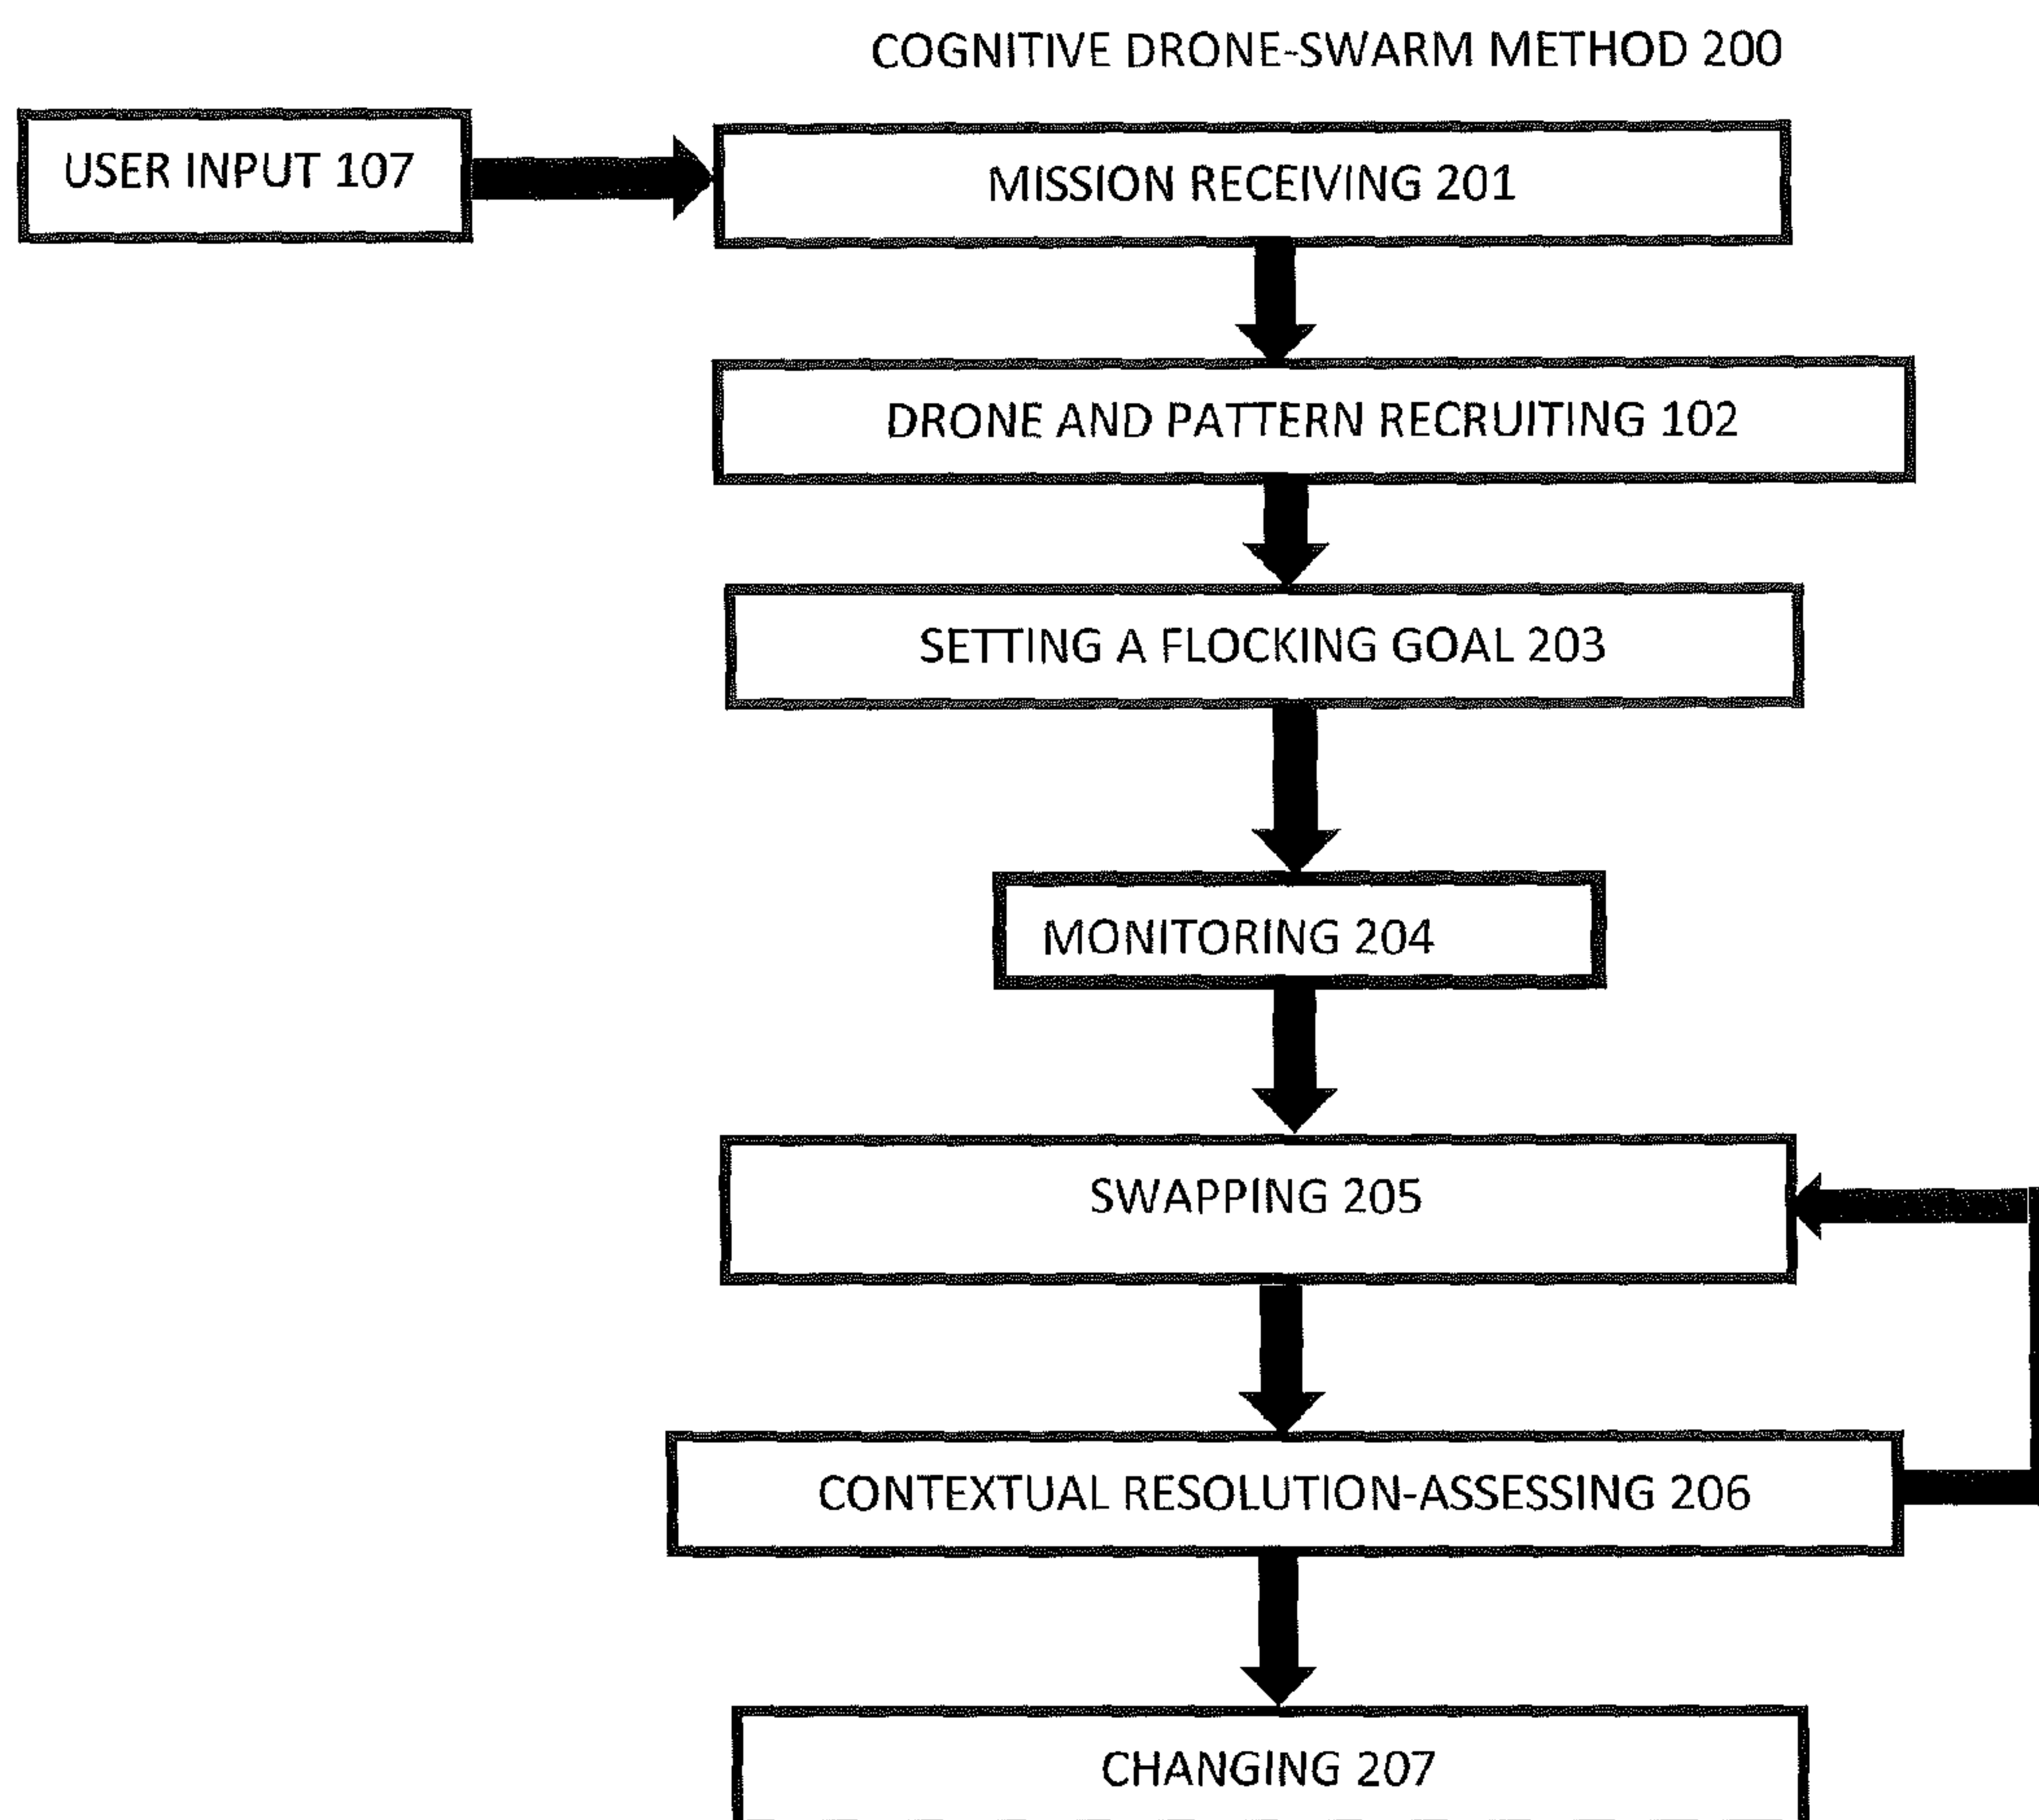 COGNITIVE DRONE-SWARM METHOD 200
USER INPUT 107
MISSION RECEIVING 201
DRONE AND PATTERN RECRUITING 102
SETTING A FLOCKING GOAL 203
MONITORING 204
SWAPPING 205
CONTEXTUAL RESOLUTION-ASSESSING 206
CHANGING 207